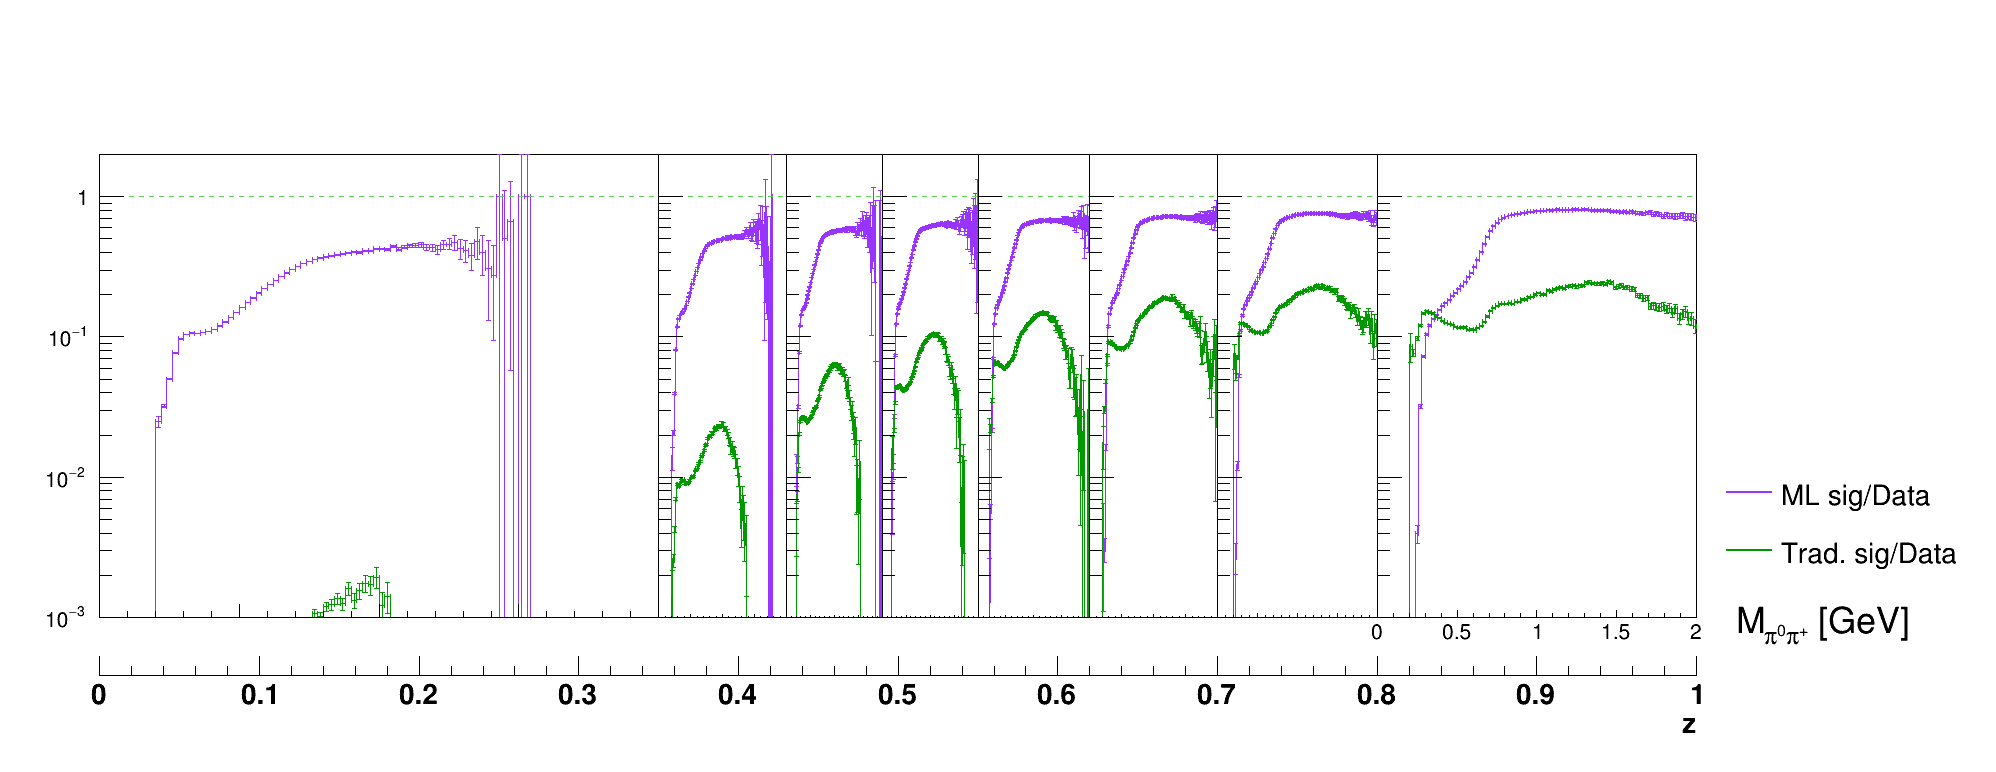 1
10⁻¹
10⁻²
10⁻³
ML sig/Data
Trad. sig/Data
M_π⁰π⁺ [GeV]
0 0.5 1 1.5 2
0 0.1 0.2 0.3 0.4 0.5 0.6 0.7 0.8 0.9 1
z